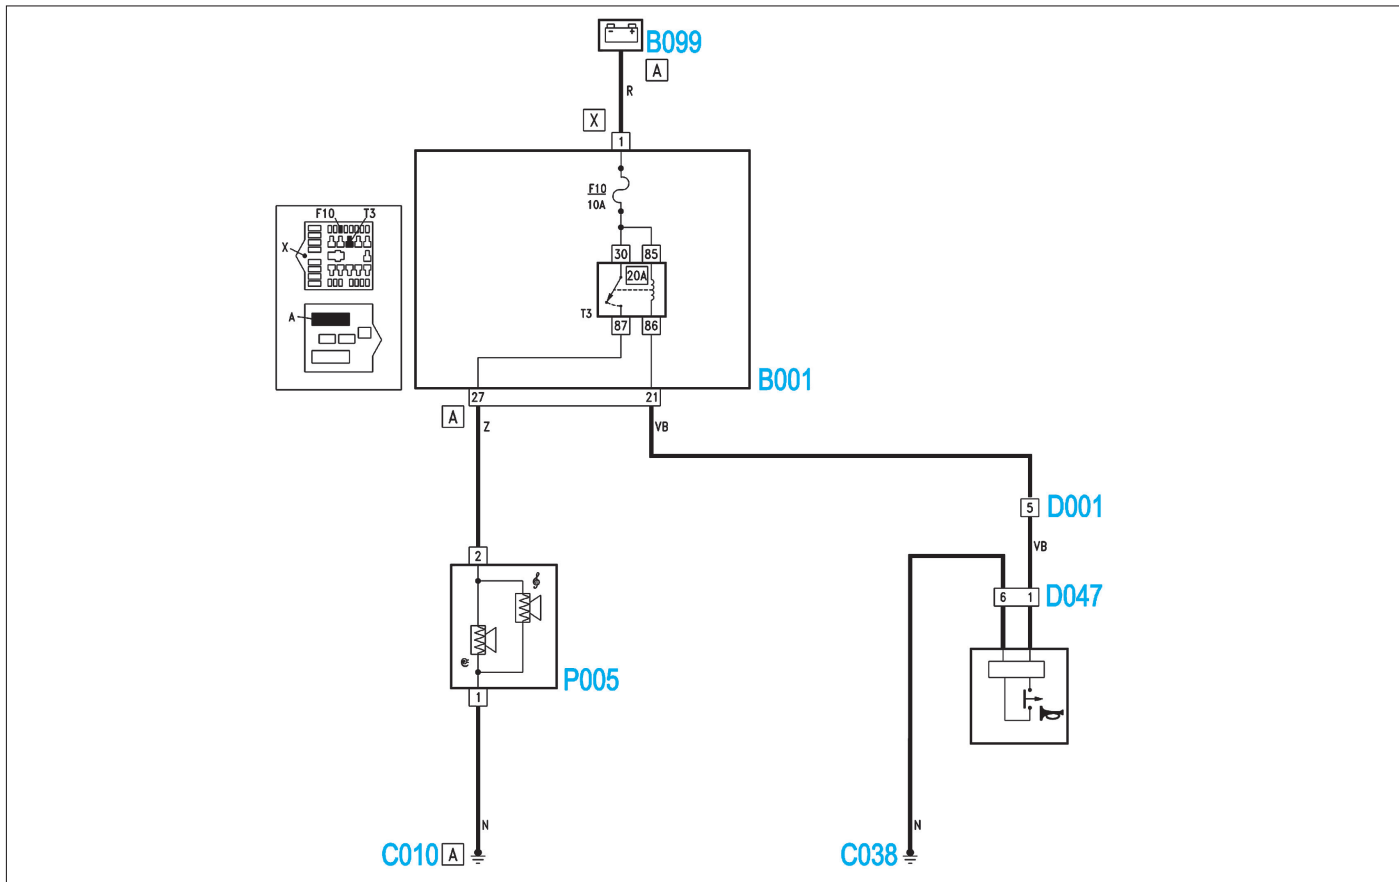 - +
B099
A
R
X
1
F10
10A
F10 T3
X
A
30 85
20A
T3
87 86
B001
27 21
A
Z
VB
5 D001
VB
2
6 1 D047
P005
1
N
C010 A
C038
N